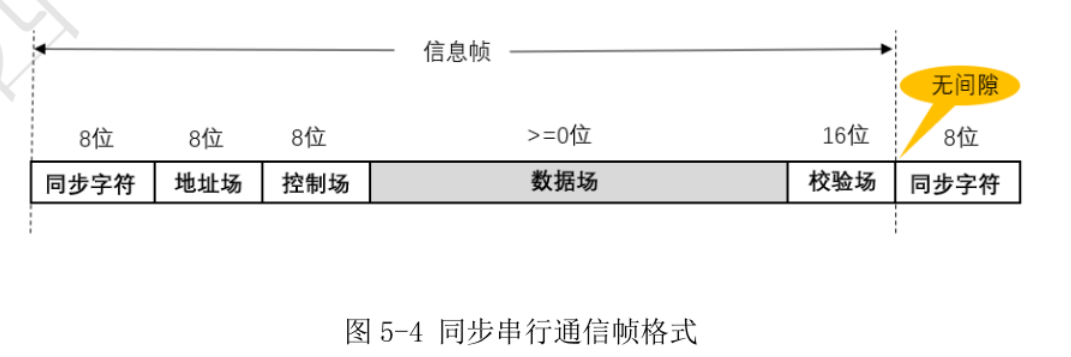 信息帧
无间隙
8位 8位 8位 >=0位 16位 8位
同步字符 地址场 控制场 数据场 校验场 同步字符
图 5-4 同步串行通信帧格式